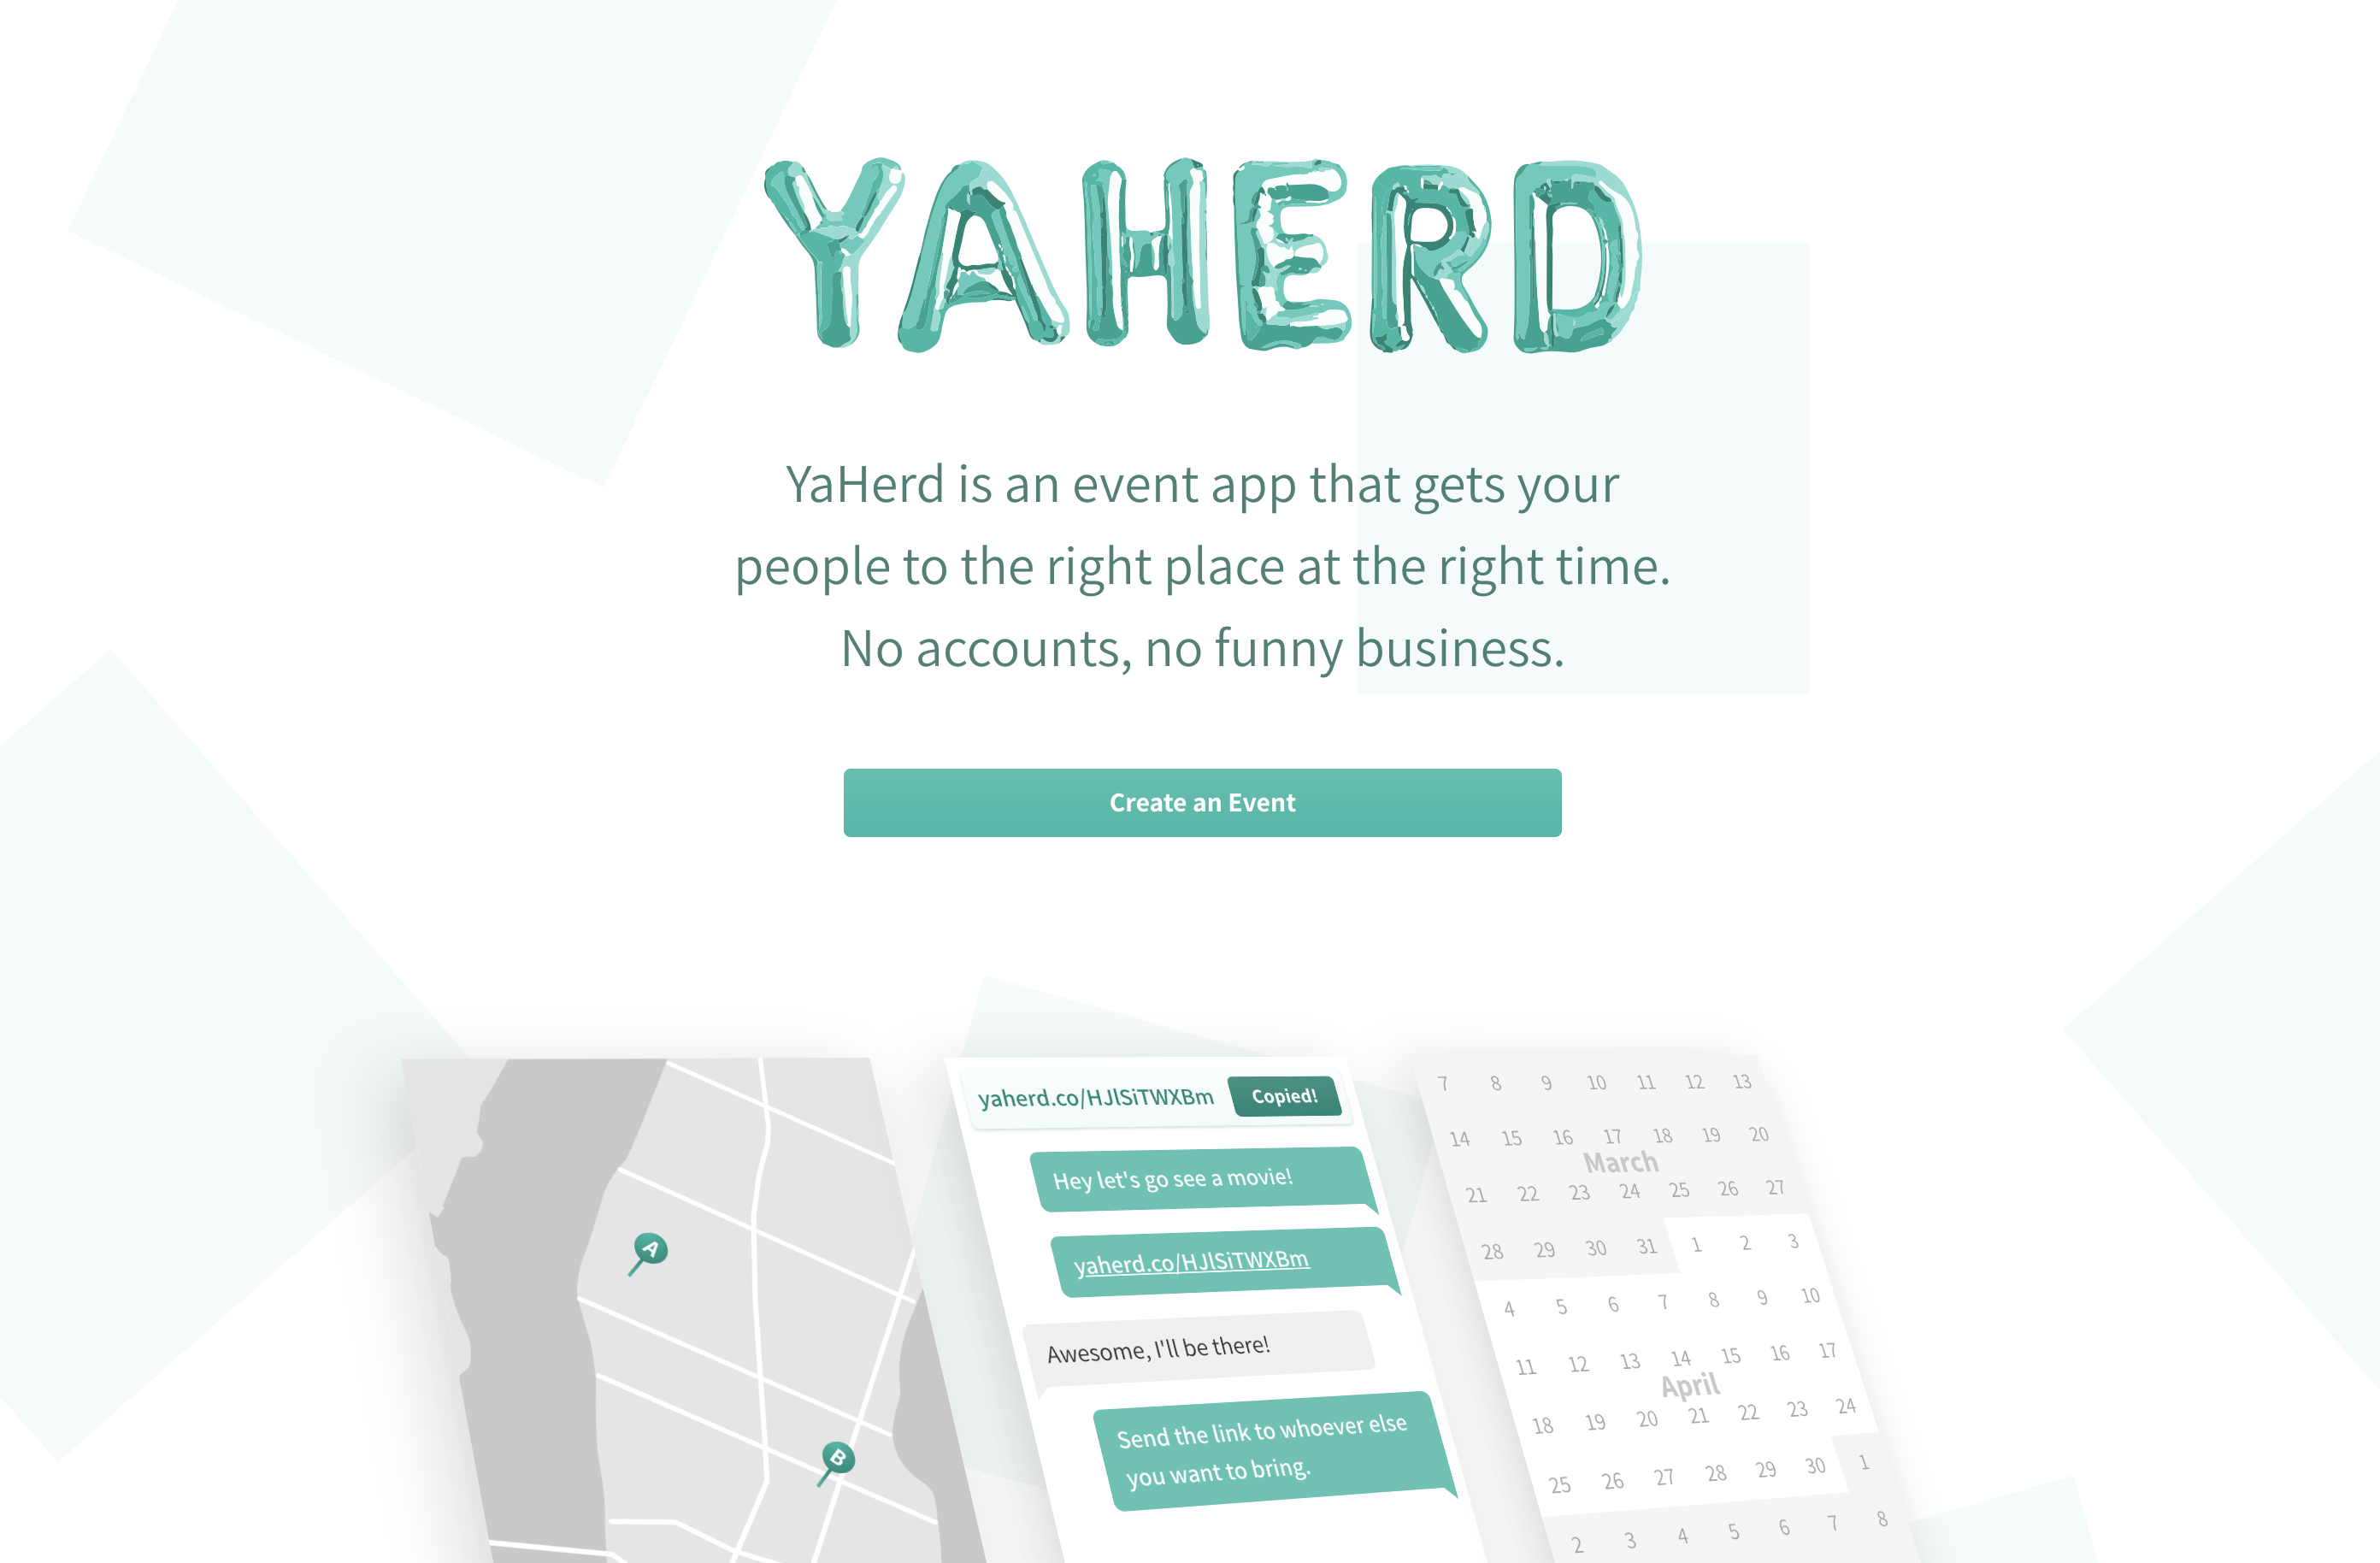 YAHERD
YaHerd is an event app that gets your
people to the right place at the right time.
No accounts, no funny business.
Create an Event
A
B
yaherd.co/HJlSiTWXBm
Copied!
Hey let's go see a movie!
yaherd.co/HJlSiTWXBm
Awesome, I'll be there!
Send the link to whoever else
you want to bring.
7 8 9 10 11 12 13
14 15 16 17 18 19 20
March
21 22 23 24 25 26 27
28 29 30 31 1 2 3
4 5 6 7 8 9 10
11 12 13 14 15 16 17
April
18 19 20 21 22 23 24
25 26 27 28 29 30 1
2 3 4 5 6 7 8